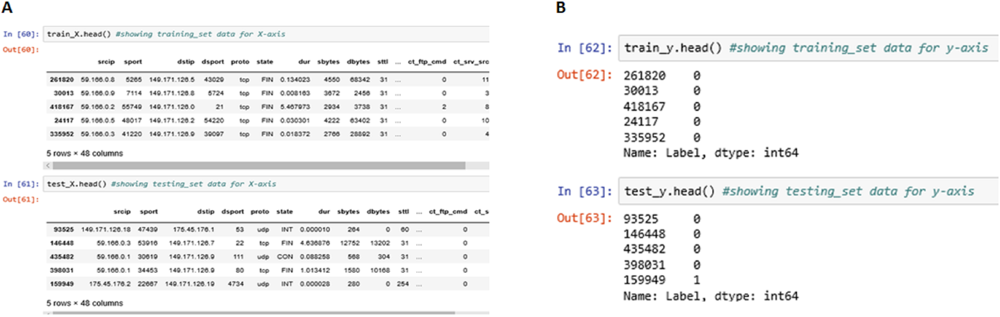 A
In [60]: train_X.head() #showing training_set data for X-axis
Out[60]:
srcip sport dstip dsport proto state dur sbytes dbytes sttl ... ct_ftp_cmd ct_srv_src
261820 59.166.0.8 5265 149.171.126.5 43029 tcp FIN 0.134023 4550 68342 31 ... 0 11
30013 59.166.0.9 7114 149.171.126.8 5724 tcp FIN 0.008163 3672 2456 31 ... 0 3
418167 59.166.0.2 55749 149.171.126.0 21 tcp FIN 5.467973 2934 3738 31 ... 2 8
24117 59.166.0.5 48017 149.171.126.2 54220 tcp FIN 0.030301 4222 63402 31 ... 0 10
335952 59.166.0.3 41220 149.171.126.9 39097 tcp FIN 0.018372 2766 28892 31 ... 0 4
5 rows × 48 columns
In [61]: test_X.head() #showing testing_set data for X-axis
Out[61]:
srcip sport dstip dsport proto state dur sbytes dbytes sttl ... ct_ftp_cmd ct_s
93525 149.171.126.18 47439 175.45.176.1 53 udp INT 0.000010 264 0 60 ... 0
146448 59.166.0.3 53916 149.171.126.7 22 tcp FIN 4.636876 12752 13202 31 ... 0
435482 59.166.0.1 30619 149.171.126.9 111 udp CON 0.088258 568 304 31 ... 0
398031 59.166.0.1 34453 149.171.126.9 80 tcp FIN 1.013412 1580 10168 31 ... 0
159949 175.45.176.2 22667 149.171.126.19 4734 udp INT 0.000028 280 0 254 ... 0
5 rows × 48 columns
B
In [62]: train_y.head() #showing training_set data for y-axis
Out[62]: 261820 0
30013 0
418167 0
24117 0
335952 0
Name: Label, dtype: int64
In [63]: test_y.head() #showing testing_set data for y-axis
Out[63]: 93525 0
146448 0
435482 0
398031 0
159949 1
Name: Label, dtype: int64